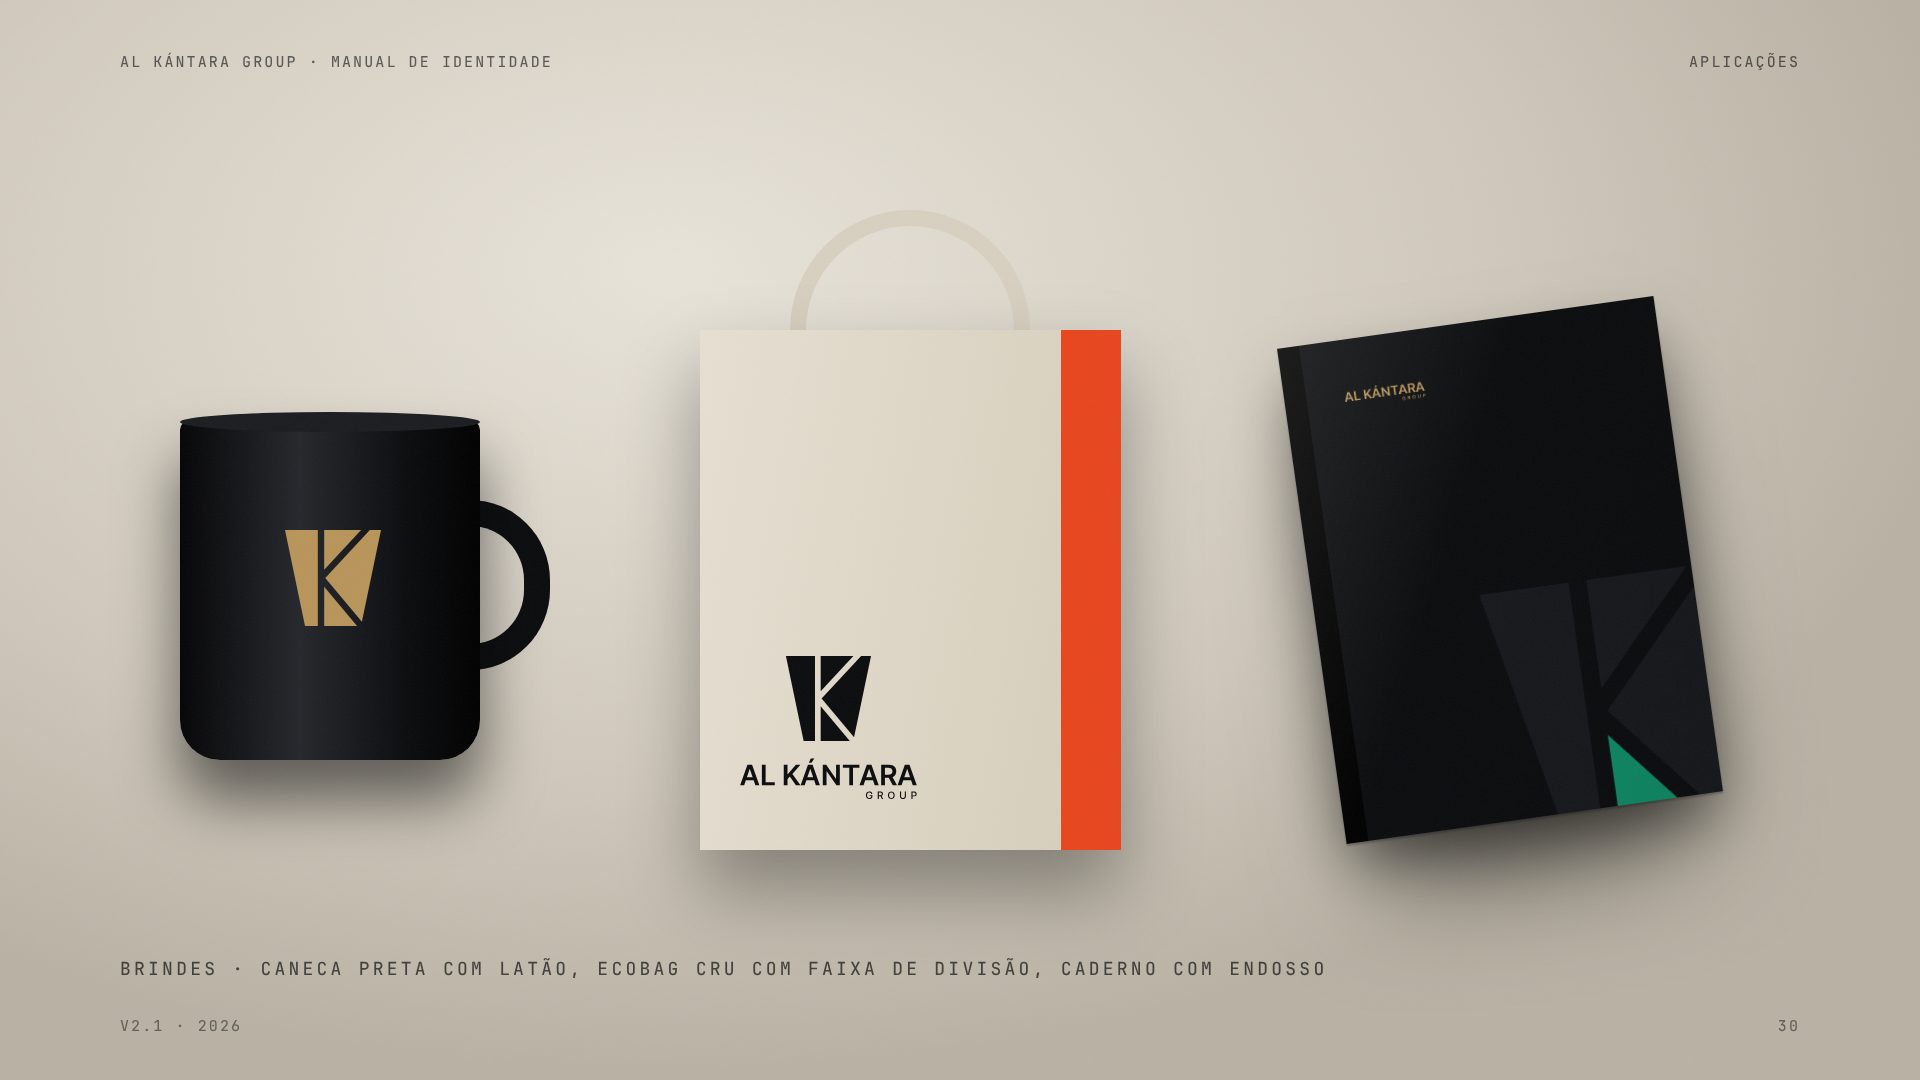 AL KÁNTARA GROUP · MANUAL DE IDENTIDADE
APLICAÇÕES
AL KÁNTARA
GROUP
AL KÁNTARA
GROUP
BRINDES · CANECA PRETA COM LATÃO, ECOBAG CRU COM FAIXA DE DIVISÃO, CADERNO COM ENDOSSO
V2.1 · 2026
30